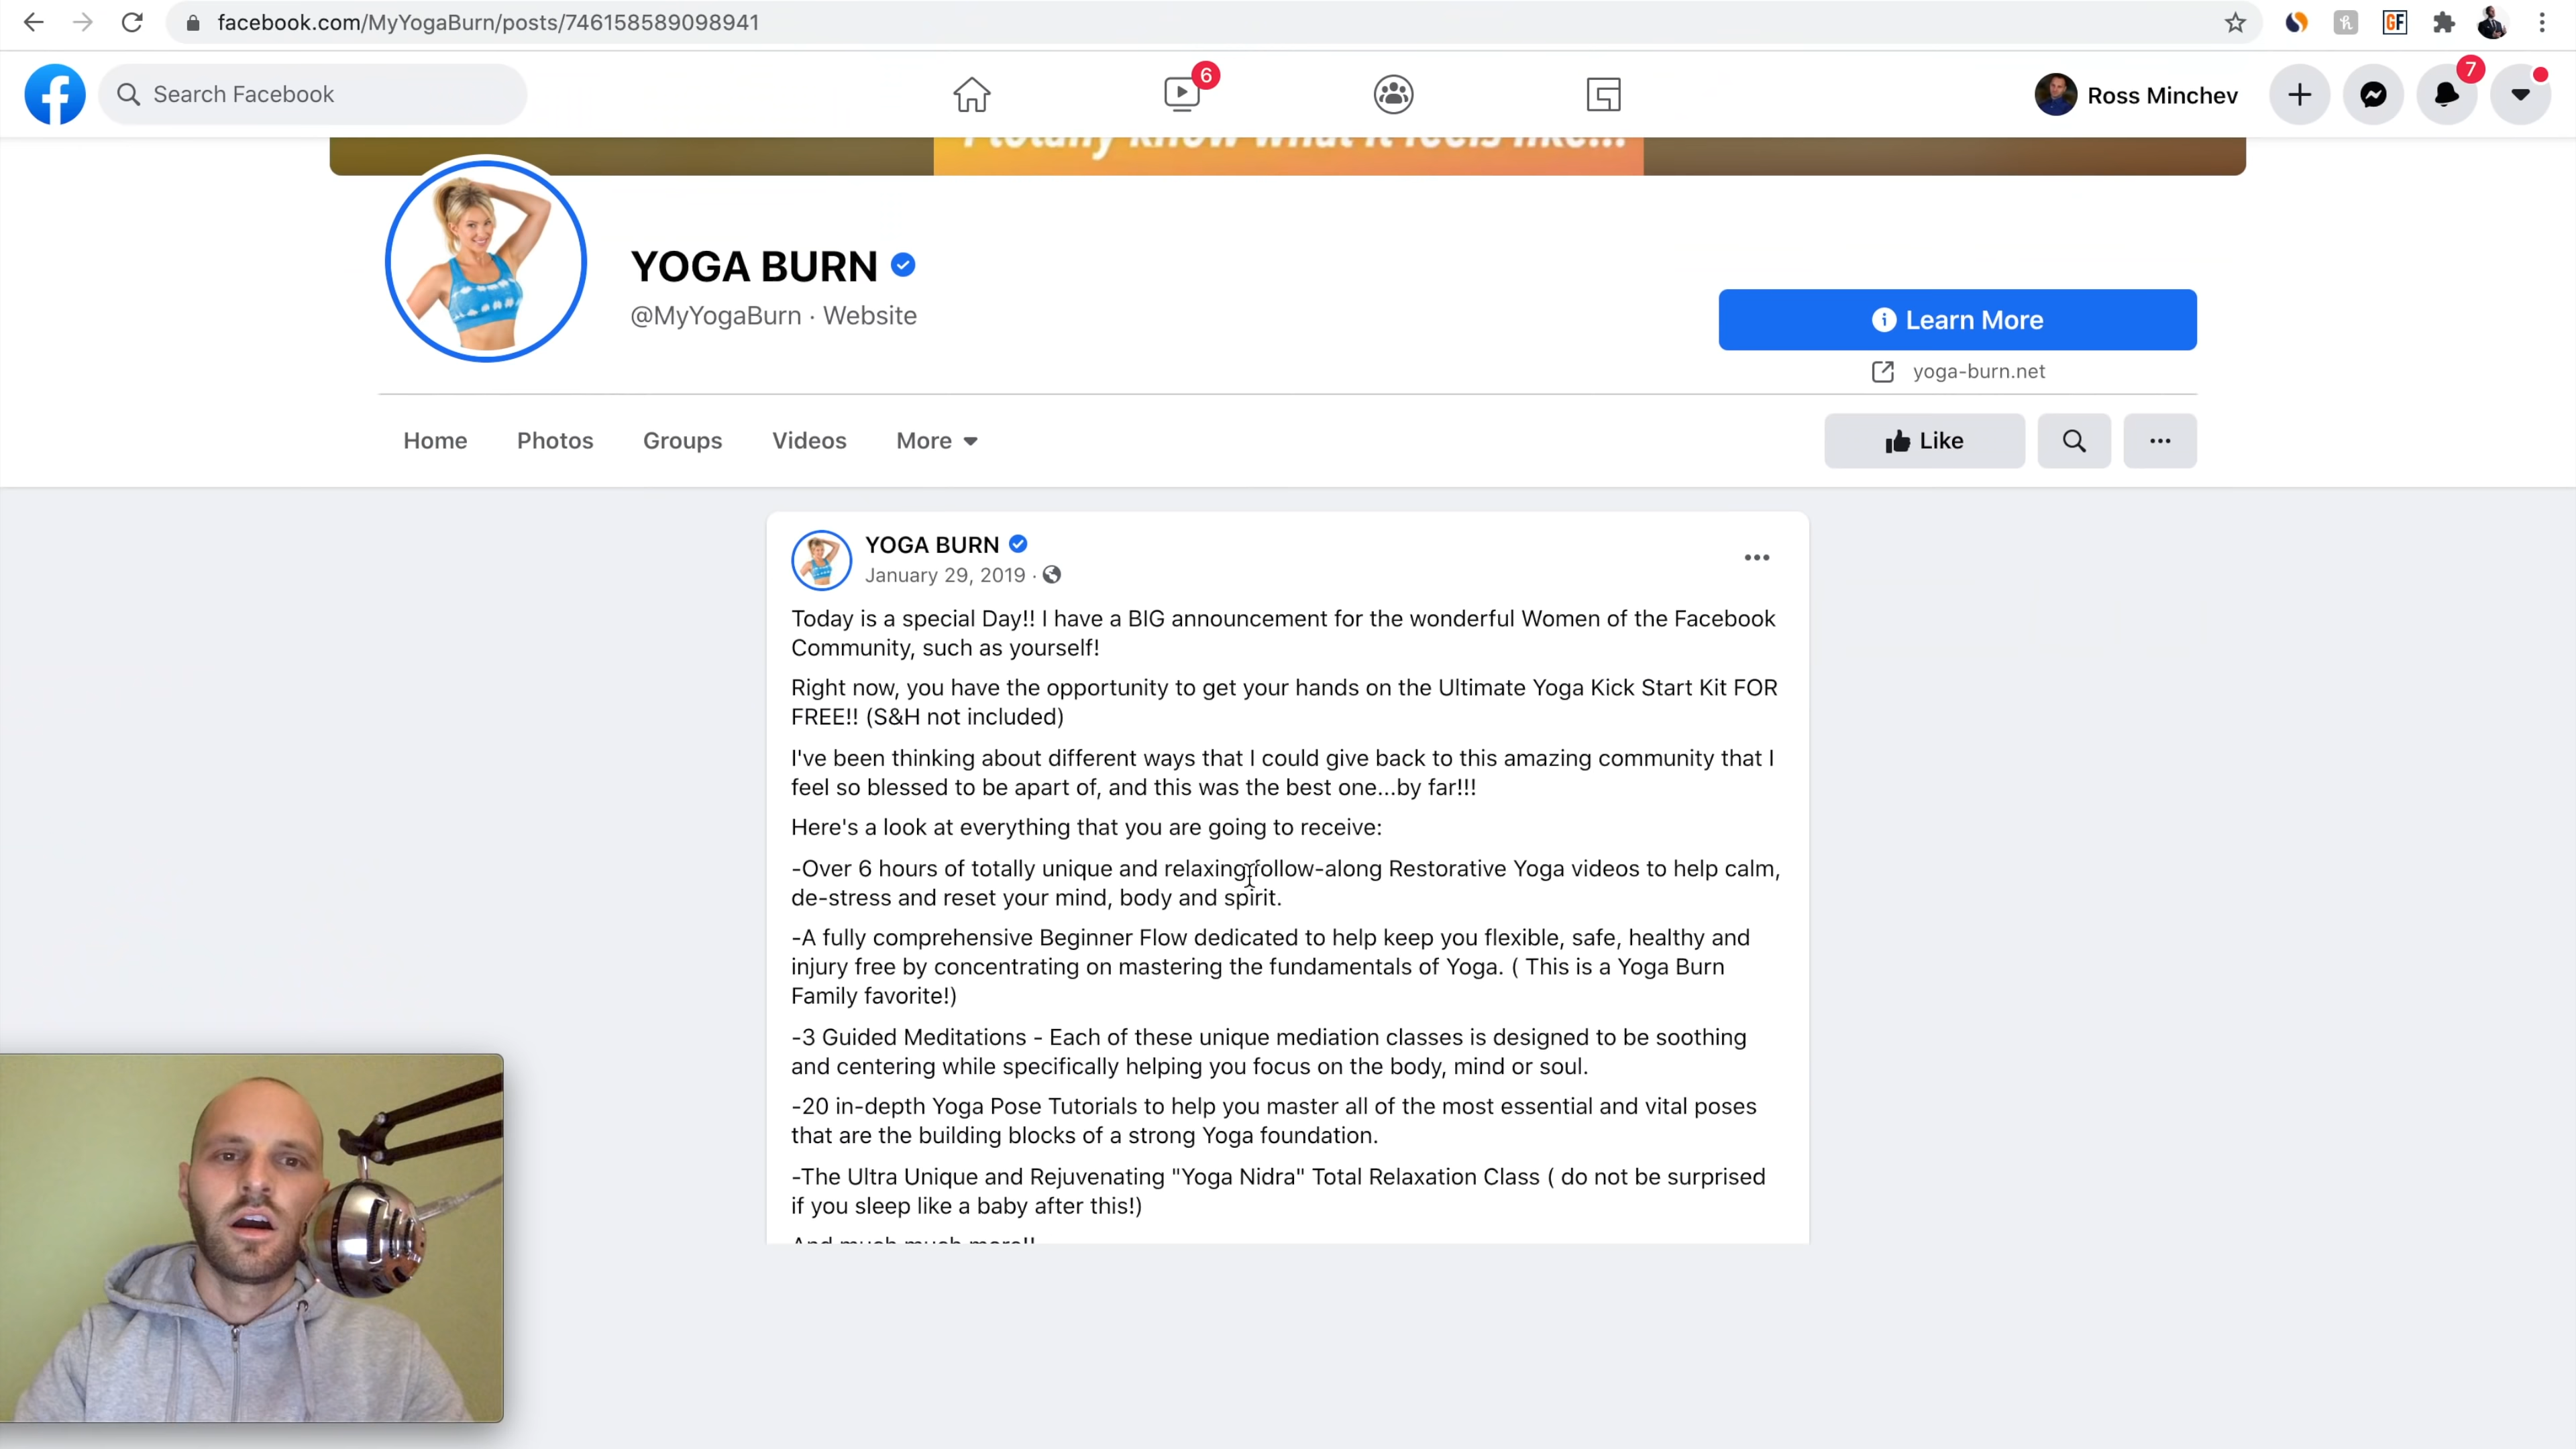 facebook.com/MyYogaBurn/posts/746158589098941
GF
Search Facebook
6
Ross Minchev
7
I totally know what it feels like...
YOGA BURN
@MyYogaBurn · Website
Learn More
yoga-burn.net
Home Photos Groups Videos More
Like
YOGA BURN
January 29, 2019 ·
Today is a special Day!! I have a BIG announcement for the wonderful Women of the Facebook
Community, such as yourself!
Right now, you have the opportunity to get your hands on the Ultimate Yoga Kick Start Kit FOR
FREE!! (S&H not included)
I've been thinking about different ways that I could give back to this amazing community that I
feel so blessed to be apart of, and this was the best one...by far!!!
Here's a look at everything that you are going to receive:
-Over 6 hours of totally unique and relaxing follow-along Restorative Yoga videos to help calm,
de-stress and reset your mind, body and spirit.
-A fully comprehensive Beginner Flow dedicated to help keep you flexible, safe, healthy and
injury free by concentrating on mastering the fundamentals of Yoga. ( This is a Yoga Burn
Family favorite!)
-3 Guided Meditations - Each of these unique mediation classes is designed to be soothing
and centering while specifically helping you focus on the body, mind or soul.
-20 in-depth Yoga Pose Tutorials to help you master all of the most essential and vital poses
that are the building blocks of a strong Yoga foundation.
-The Ultra Unique and Rejuvenating "Yoga Nidra" Total Relaxation Class ( do not be surprised
if you sleep like a baby after this!)
And much much more!!